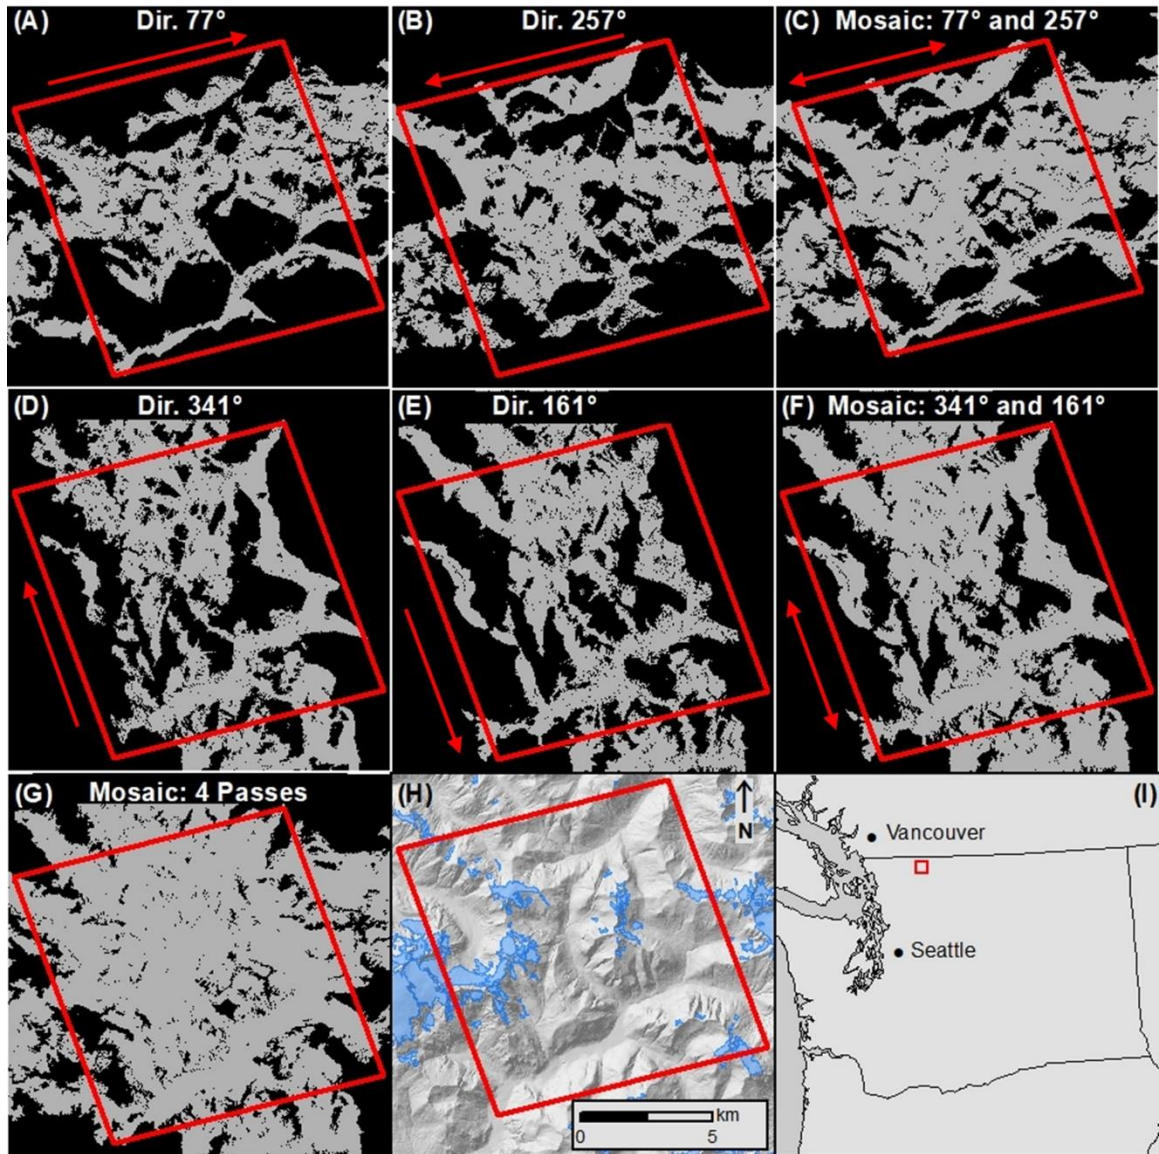 (A) Dir. 77°
(B) Dir. 257°
(C) Mosaic: 77° and 257°
(D) Dir. 341°
(E) Dir. 161°
(F) Mosaic: 341° and 161°
(G) Mosaic: 4 Passes
(H)
N
km
0 5
(I)
Vancouver
Seattle